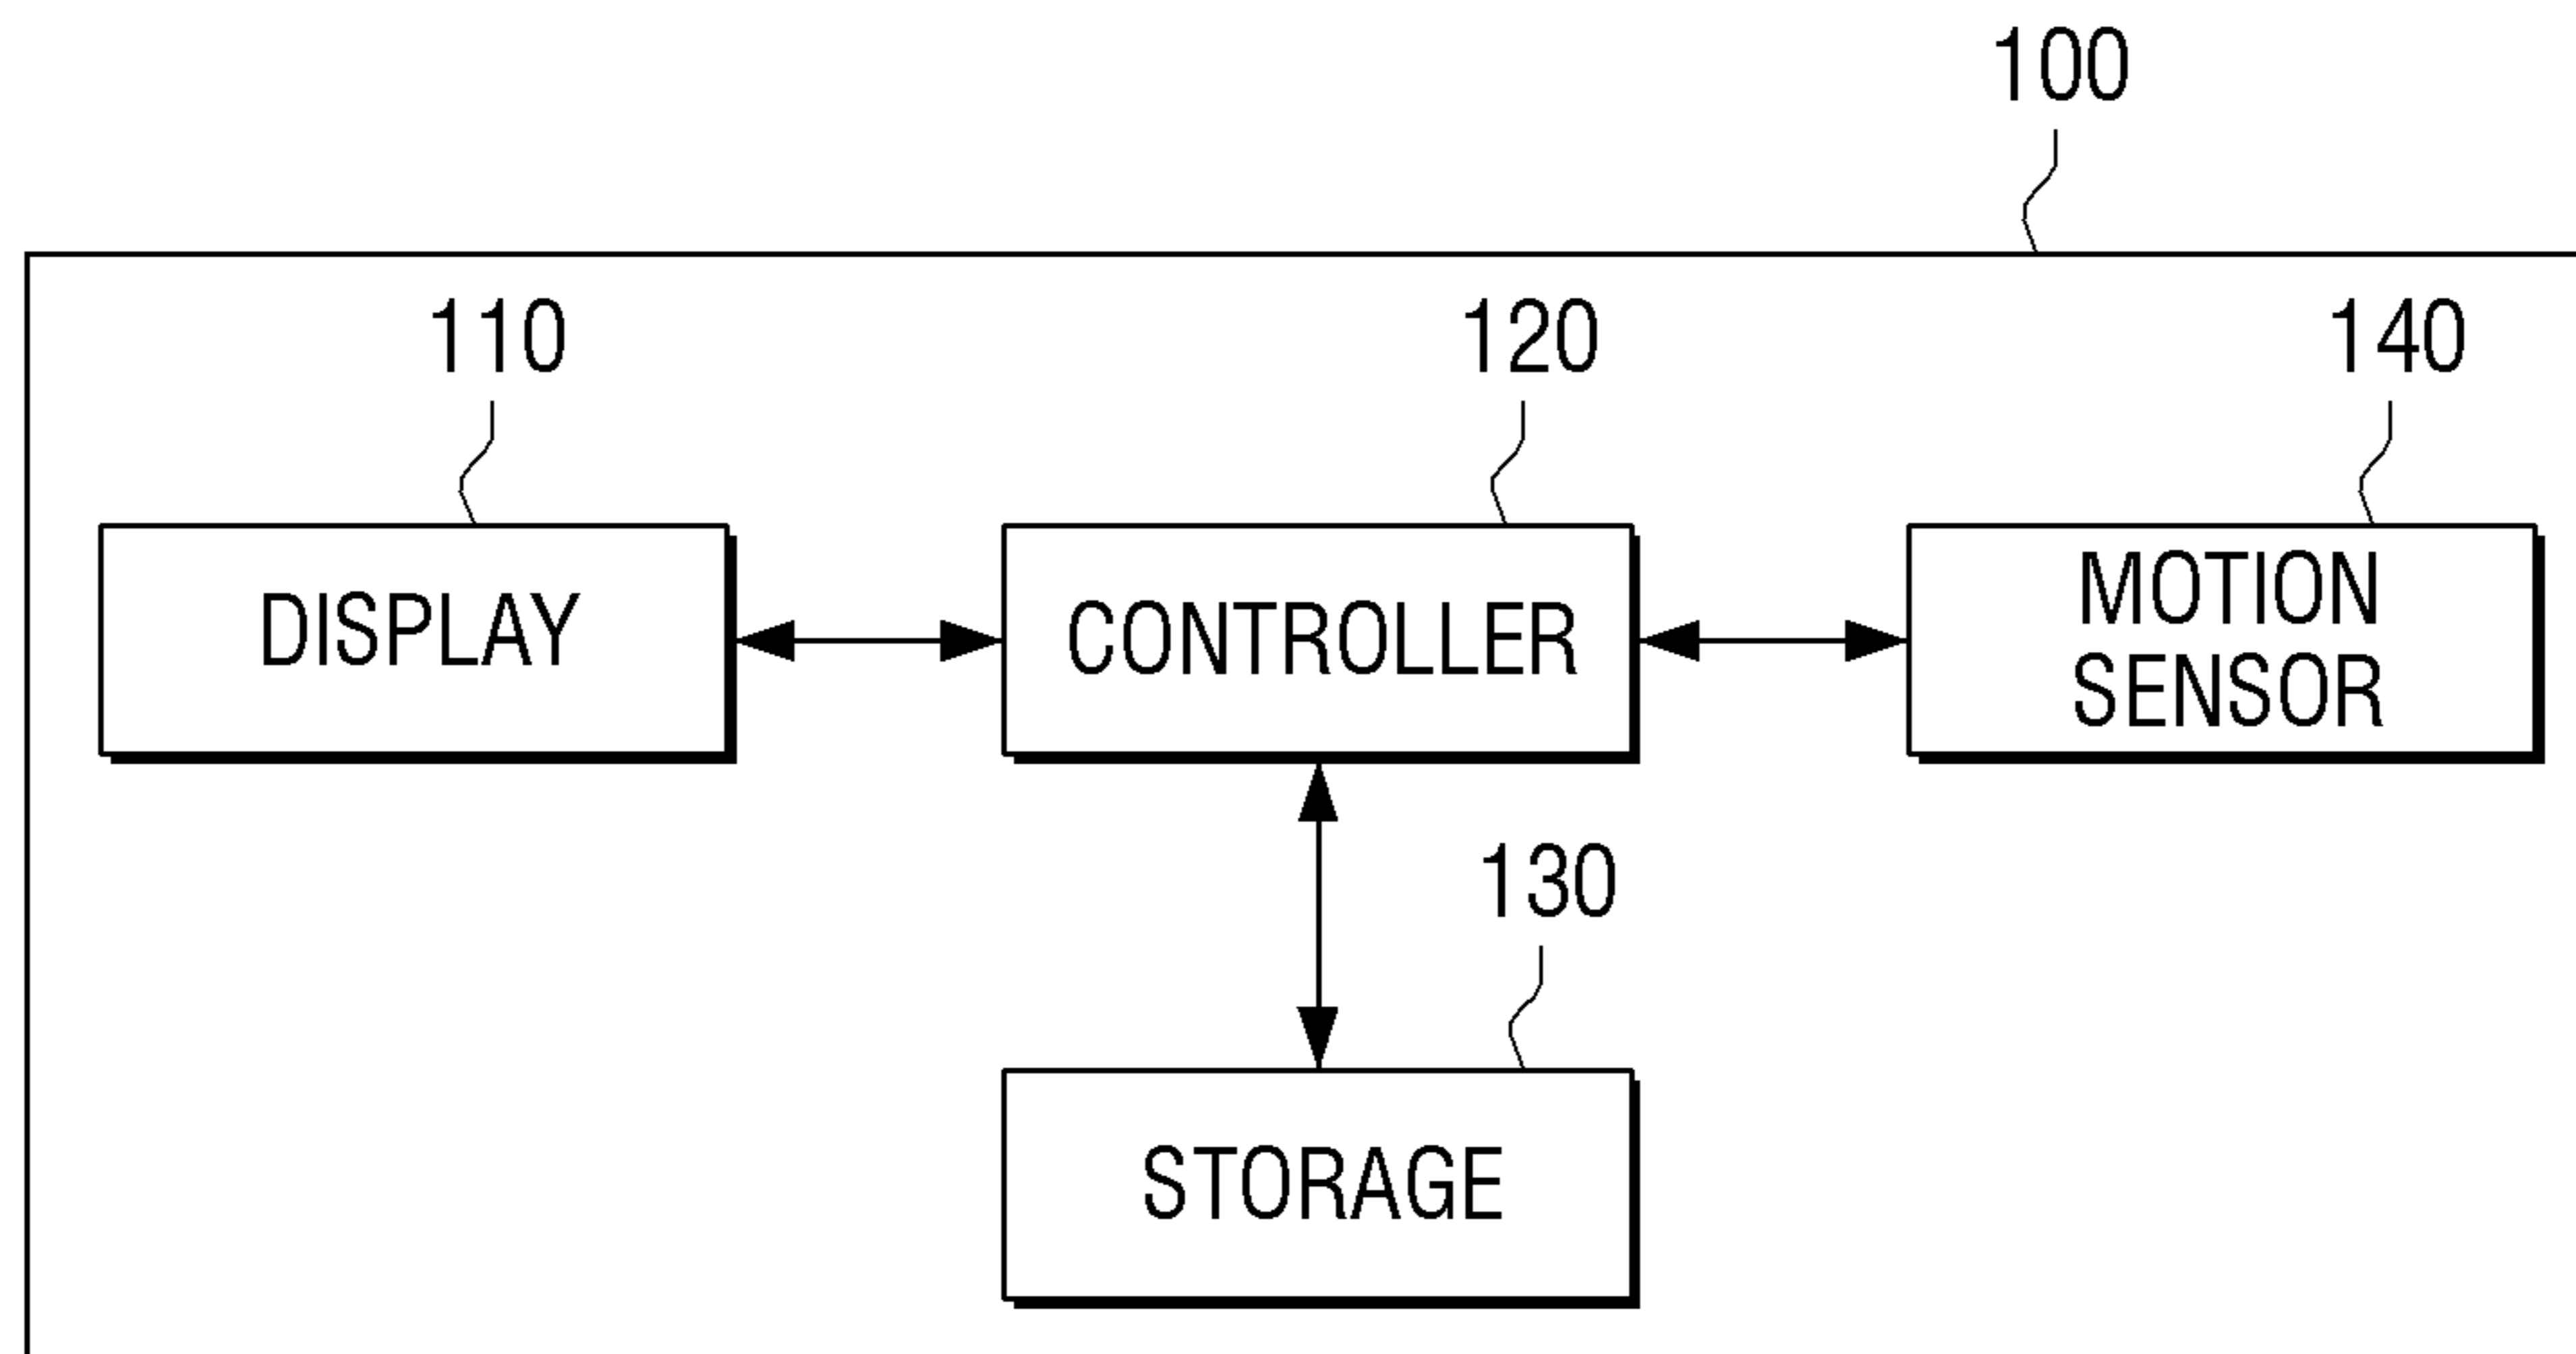 100
110
120
140
DISPLAY
CONTROLLER
MOTION
SENSOR
130
STORAGE